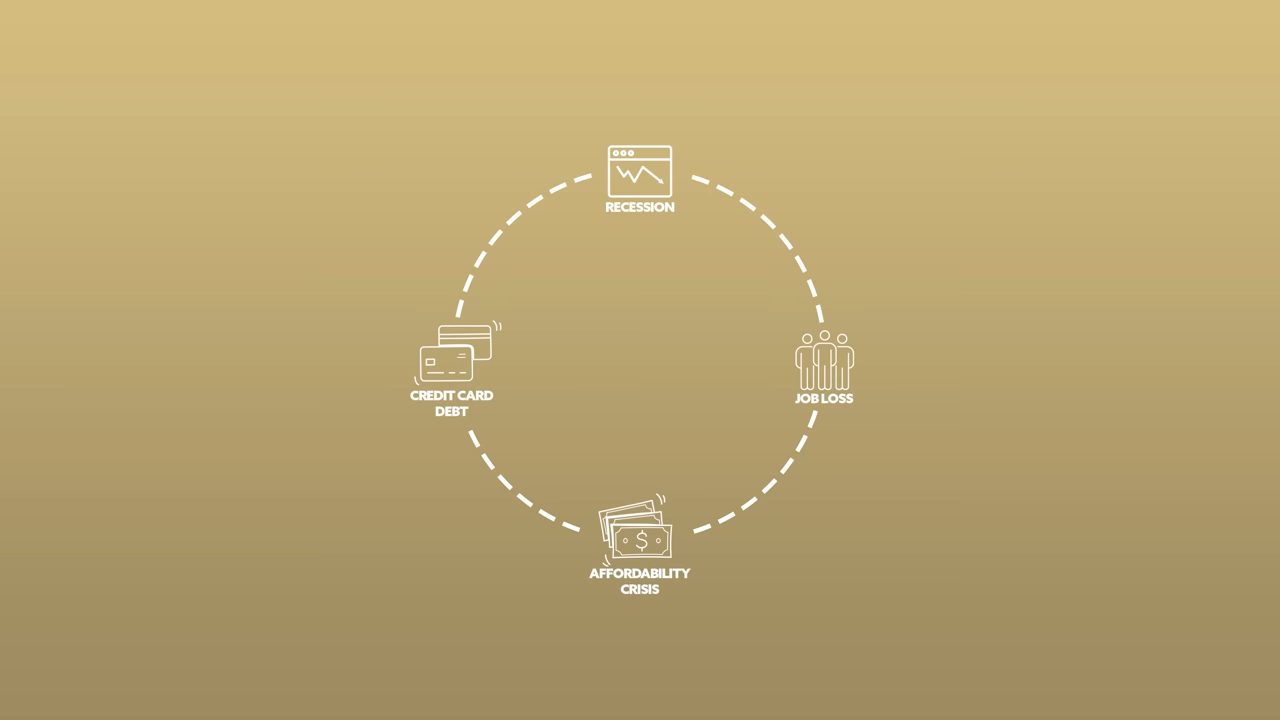 RECESSION
CREDIT CARD
DEBT
JOB LOSS
$
AFFORDABILITY
CRISIS